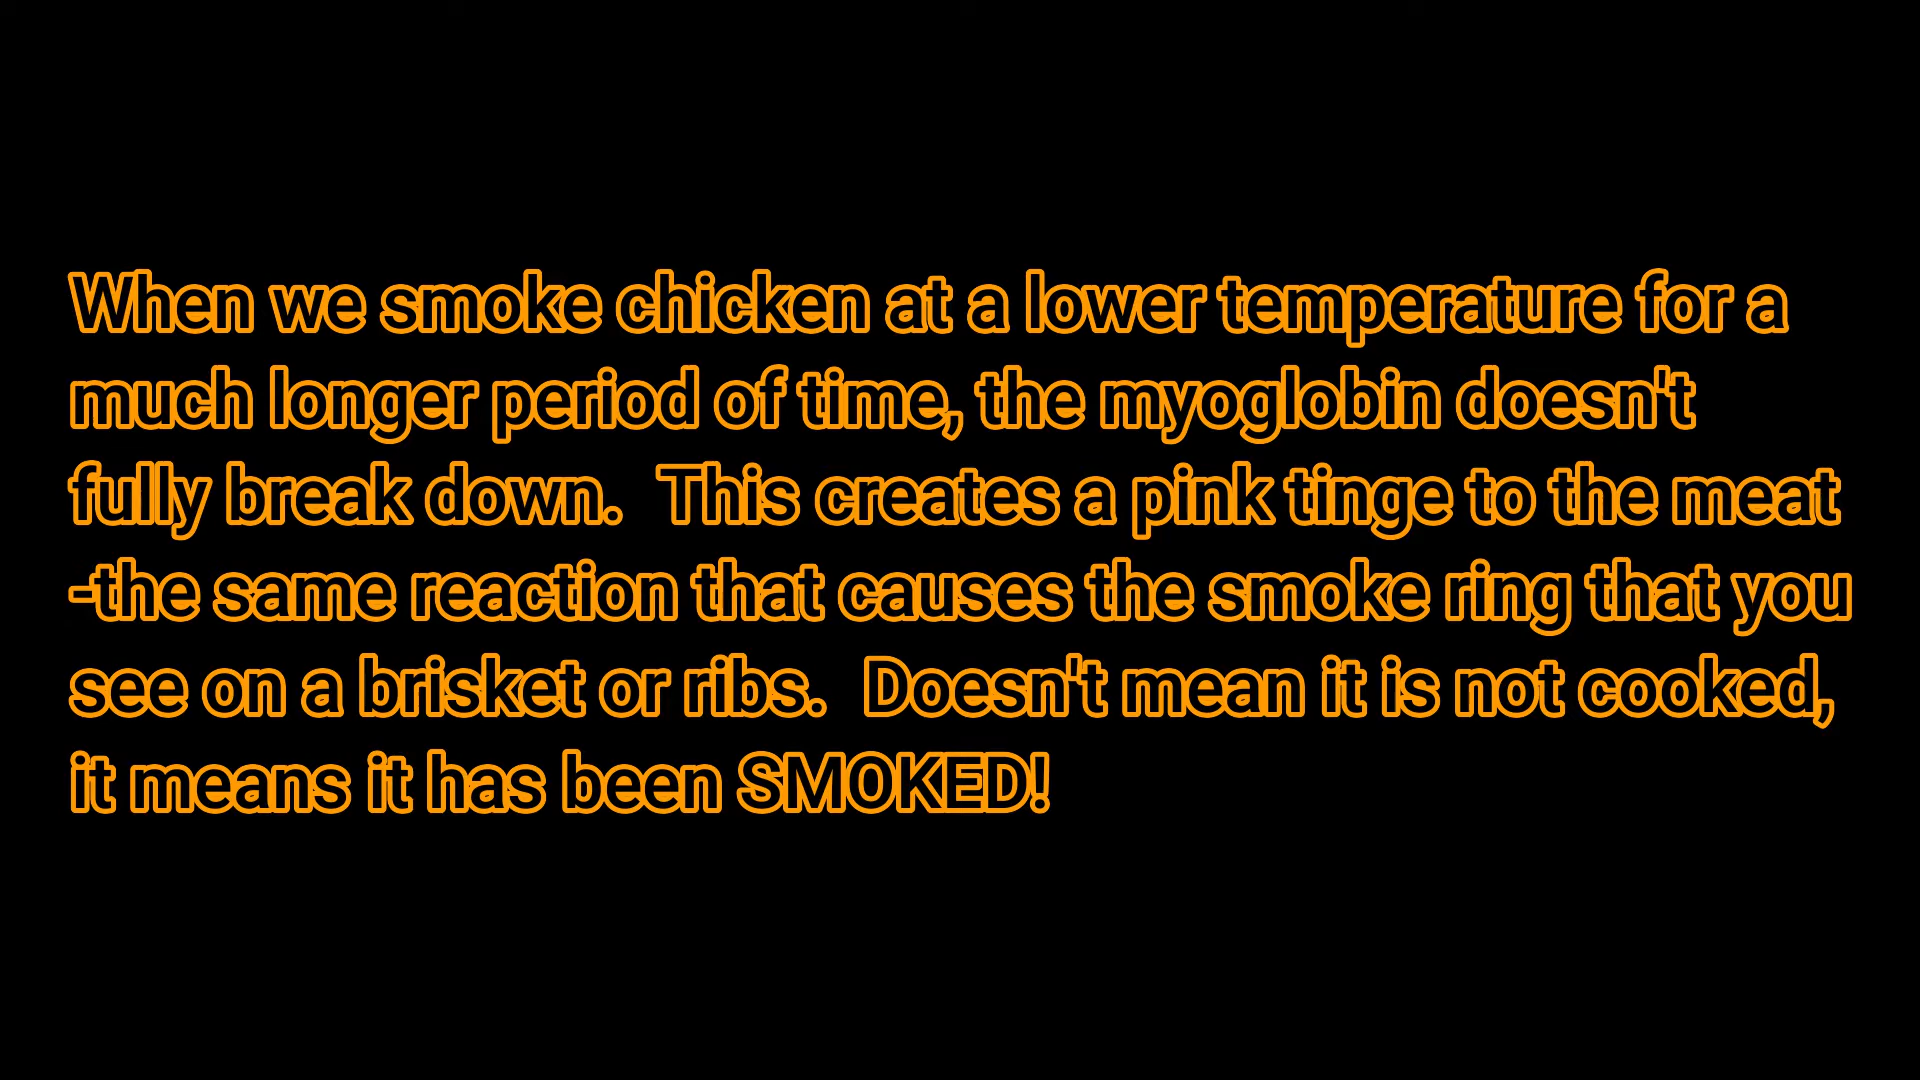 When we smoke chicken at a lower temperature for a
much longer period of time, the myoglobin doesn't
fully break down.  This creates a pink tinge to the meat
-the same reaction that causes the smoke ring that you
see on a brisket or ribs.  Doesn't mean it is not cooked,
it means it has been SMOKED!